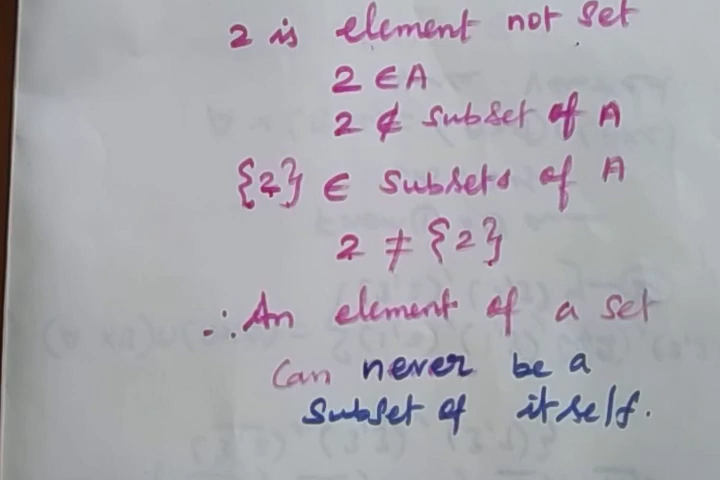 2 is element not set
2 ∈ A
2 ∉ subset of A
{2} ∈ subsets of A
2 ≠ {2}
∴ An element of a set
can never be a
subset of itself.